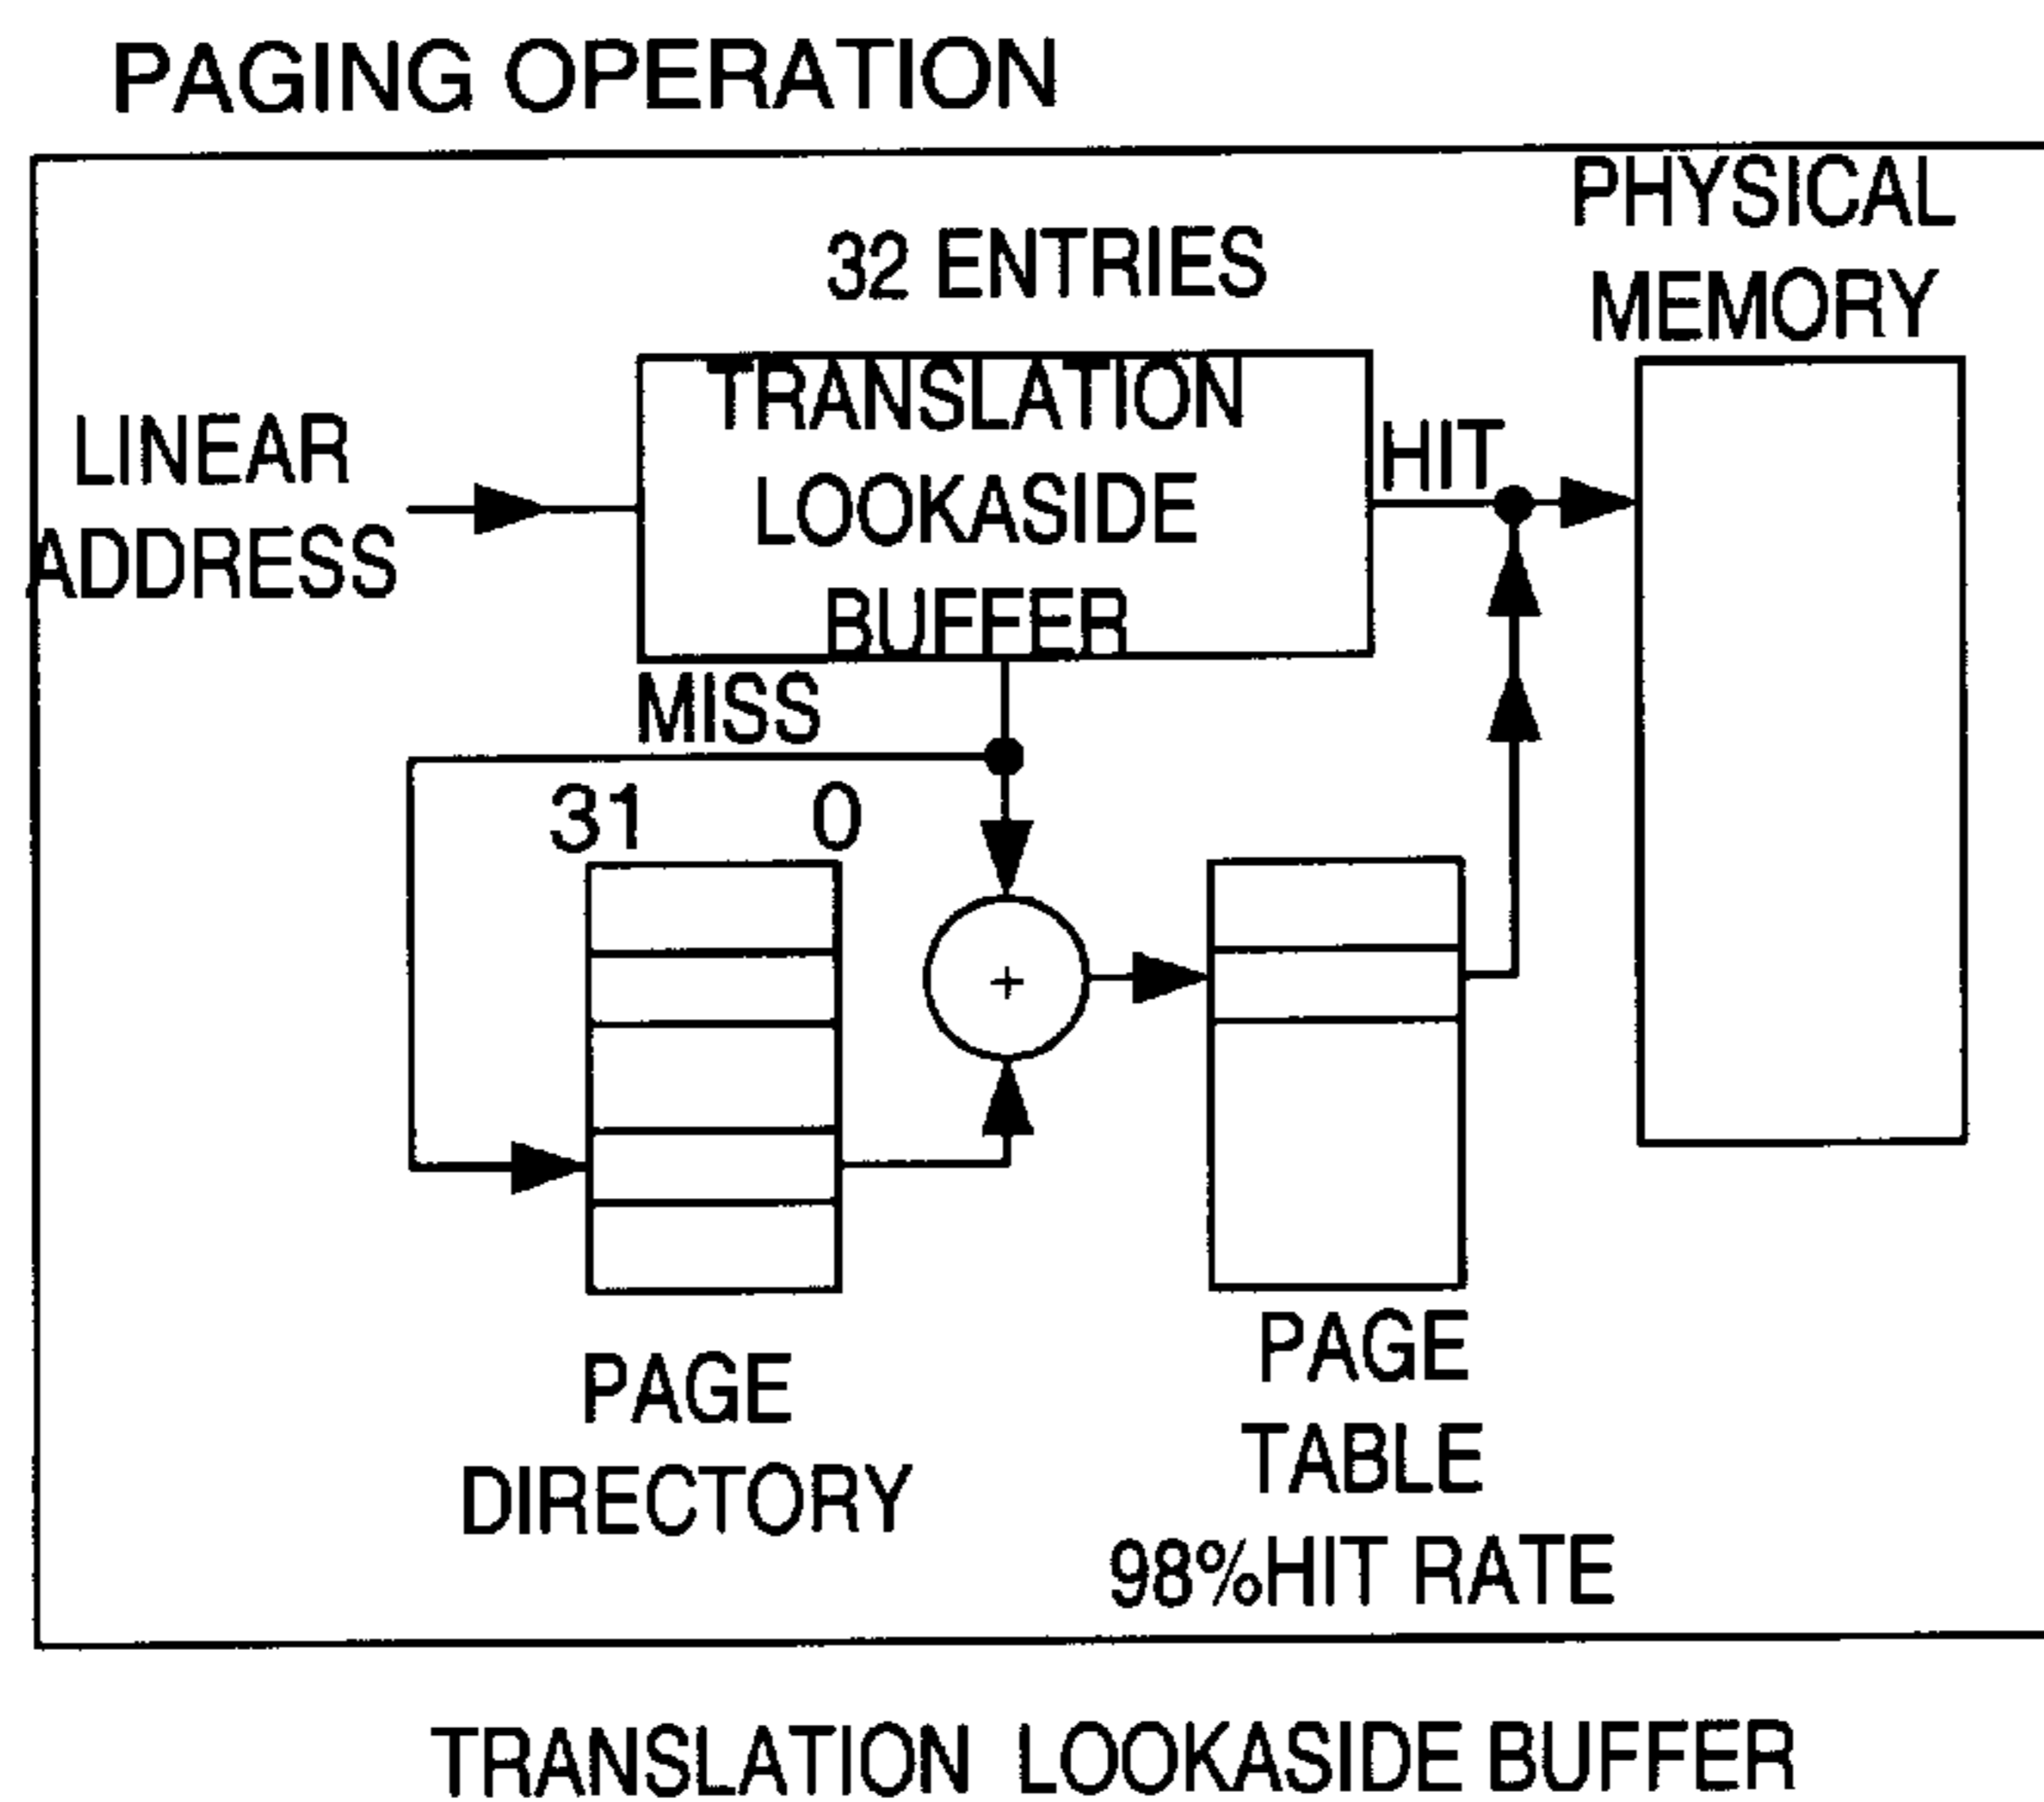 PAGING OPERATION
32 ENTRIES
PHYSICAL
MEMORY
LINEAR
ADDRESS
TRANSLATION
LOOKASIDE
BUFFER
HIT
MISS
31 0
+
PAGE
DIRECTORY
PAGE
TABLE
98%HIT RATE
TRANSLATION LOOKASIDE BUFFER